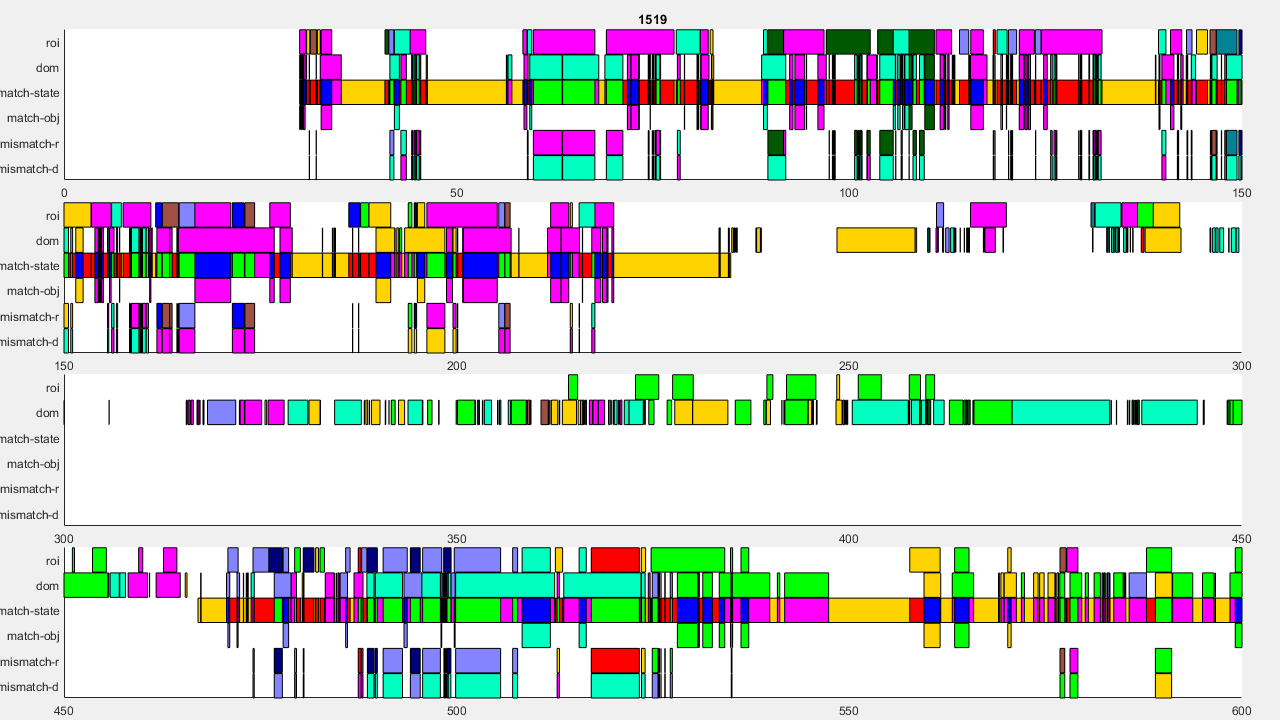 1519
roi
dom
match-state
match-obj
mismatch-r
mismatch-d
0 50 100 150
roi
dom
match-state
match-obj
mismatch-r
mismatch-d
150 200 250 300
roi
dom
match-state
match-obj
mismatch-r
mismatch-d
300 350 400 450
roi
dom
match-state
match-obj
mismatch-r
mismatch-d
450 500 550 600